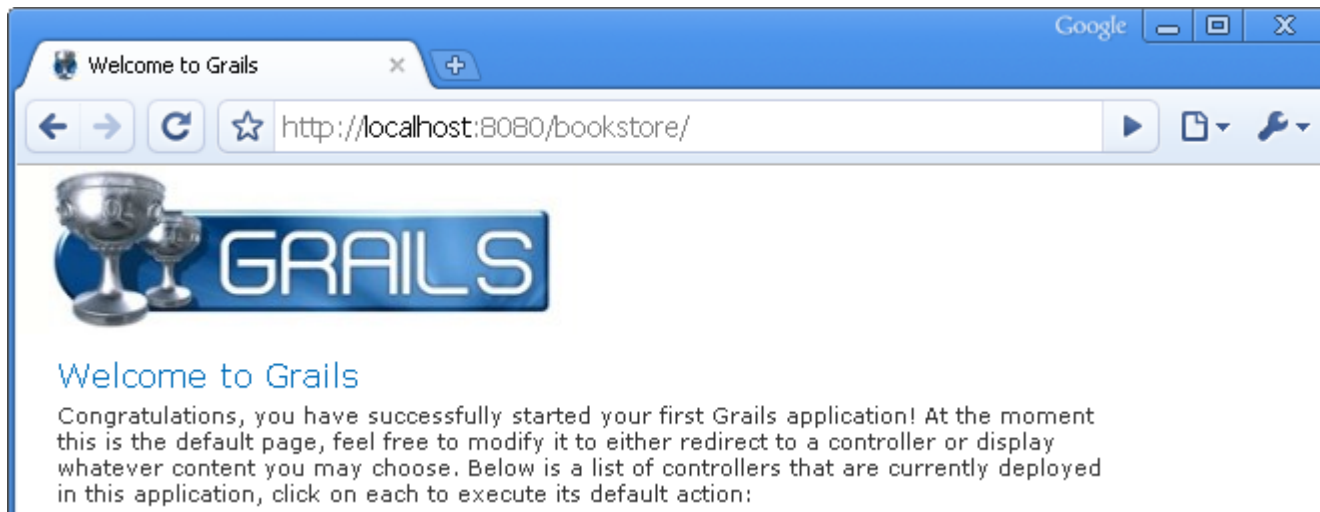 Google
Welcome to Grails
http://localhost:8080/bookstore/
GRAILS
Welcome to Grails
Congratulations, you have successfully started your first Grails application! At the moment
this is the default page, feel free to modify it to either redirect to a controller or display
whatever content you may choose. Below is a list of controllers that are currently deployed
in this application, click on each to execute its default action: